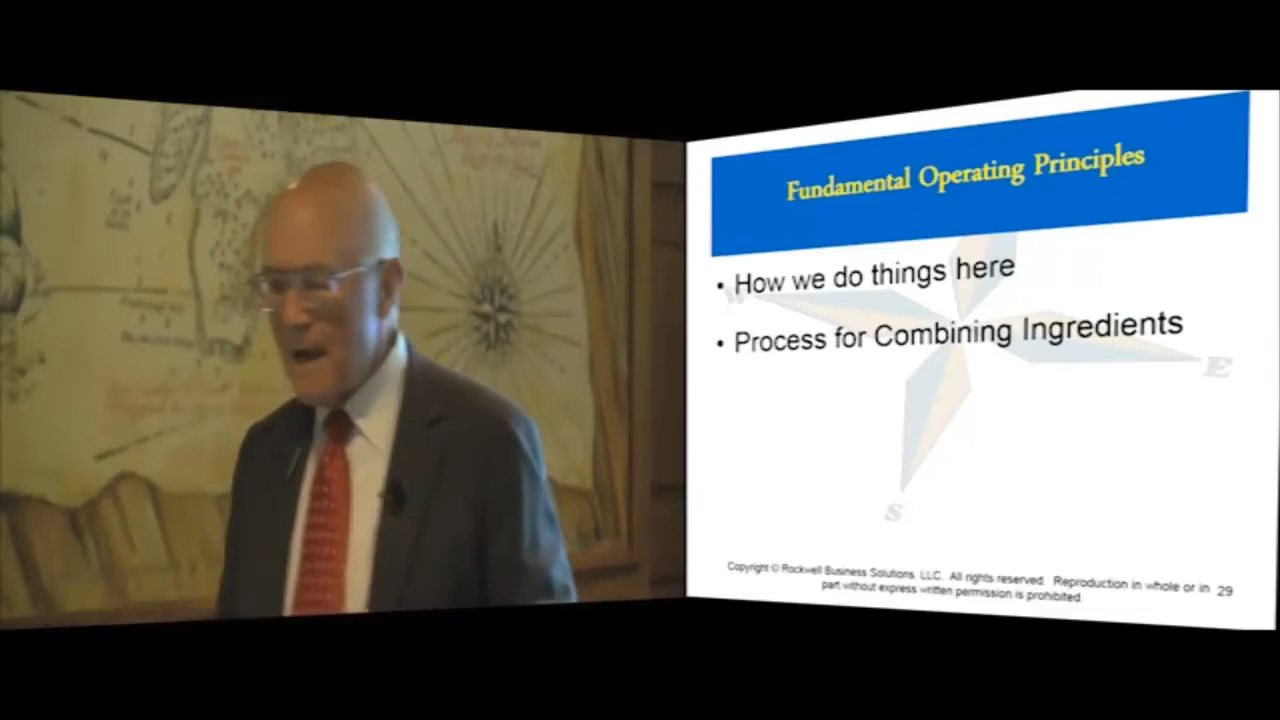 Fundamental Operating Principles
• How we do things here
• Process for Combining Ingredients
E
S
Copyright © Rockwell Business Solutions, LLC. All rights reserved. Reproduction in whole or in 29
part without express written permission is prohibited.